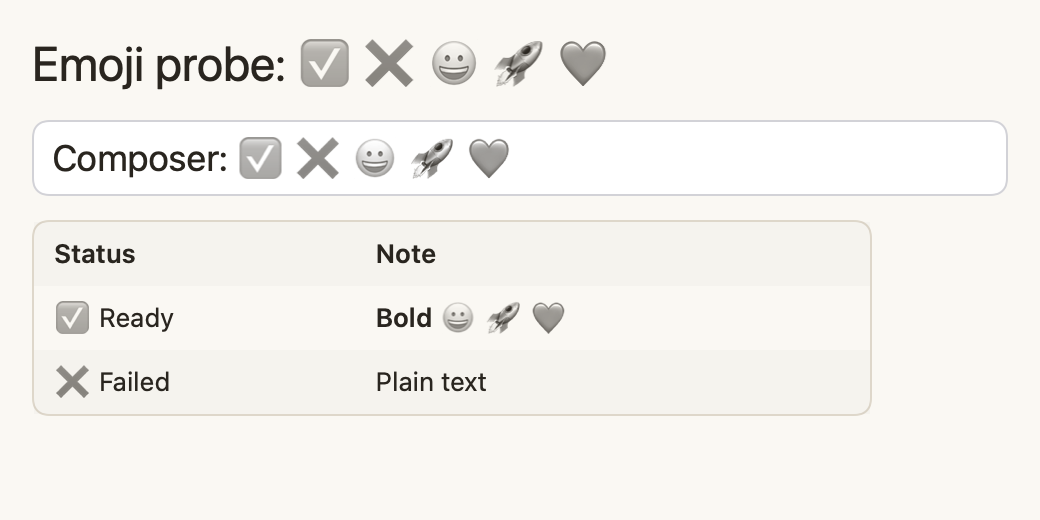 Emoji probe: ✅ ❌ 😀 🚀 ❤️
Composer: ✅ ❌ 😀 🚀 ❤️
Status Note
✅ Ready Bold 😀 🚀 ❤️
❌ Failed Plain text